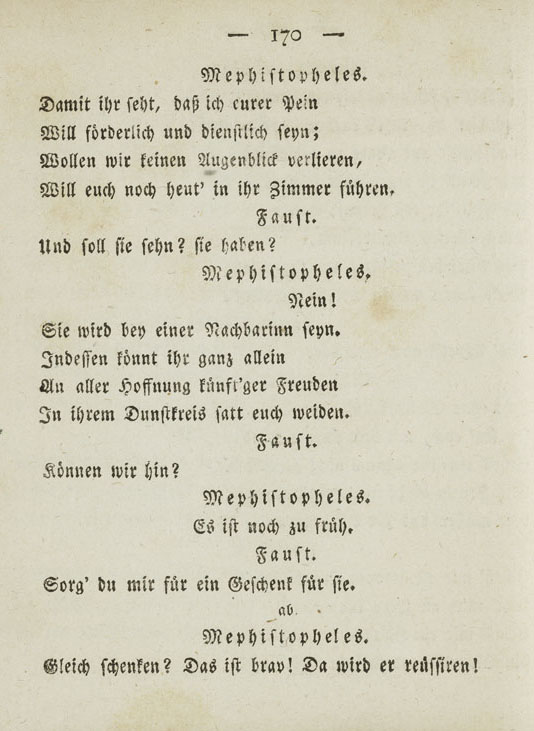 — 170 —
Mephistopheles.
Damit ihr seht, daß ich eurer Pein
Will förderlich und dienstlich seyn;
Wollen wir keinen Augenblick verlieren,
Will euch noch heut' in ihr Zimmer führen.
Faust.
Und soll sie sehn? sie haben?
Mephistopheles.
Nein!
Sie wird bey einer Nachbarinn seyn.
Indessen könnt ihr ganz allein
An aller Hoffnung künft'ger Freuden
In ihrem Dunstkreis satt euch weiden.
Faust.
Können wir hin?
Mephistopheles.
Es ist noch zu früh.
Faust.
Sorg' du mir für ein Geschenk für sie.
ab.
Mephistopheles.
Gleich schenken? Das ist brav! Da wird er reüssiren!